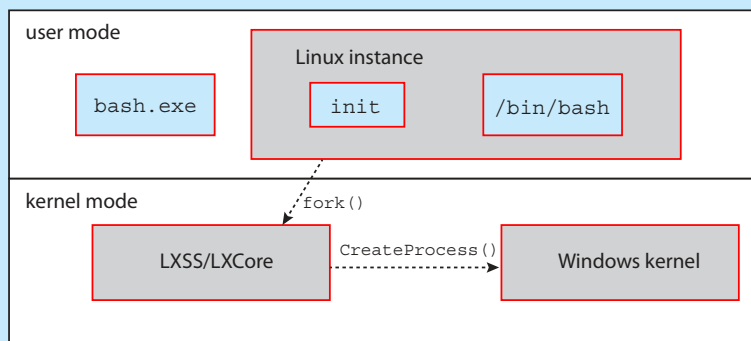 user mode
Linux instance
bash.exe
init
/bin/bash
kernel mode
fork()
LXSS/LXCore
CreateProcess()
Windows kernel